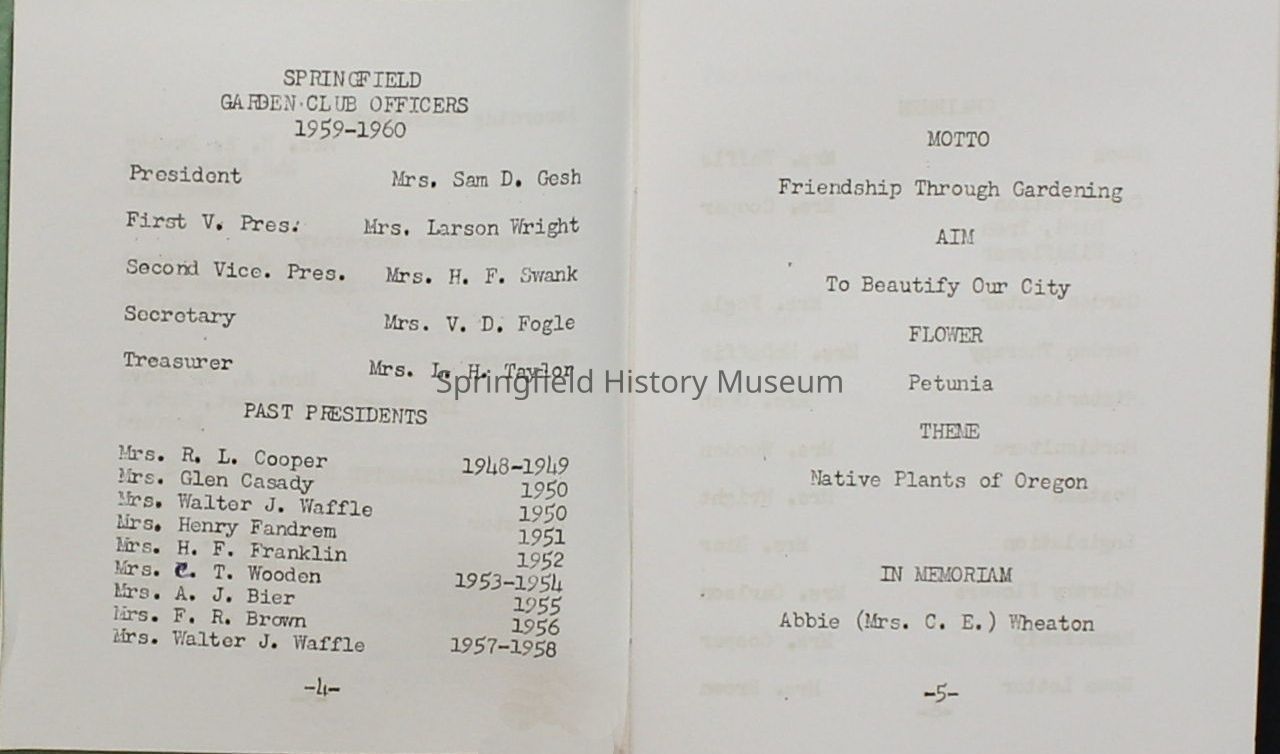 SPRINGFIELD
GARDEN CLUB OFFICERS
1959-1960
President Mrs. Sam D. Gosh
First V. Pres. Mrs. Larson Wright
Second Vice. Pres. Mrs. H. F. Swank
Secretary Mrs. V. D. Fogle
Treasurer Mrs. L. H. Taylor
PAST PRESIDENTS
Mrs. R. L. Cooper 1948-1949
Mrs. Glen Casady 1950
Mrs. Walter J. Waffle 1950
Mrs. Henry Fandrem 1951
Mrs. H. F. Franklin 1952
Mrs. C. T. Wooden 1953-1954
Mrs. A. J. Bier 1955
Mrs. F. R. Brown 1956
Mrs. Walter J. Waffle 1957-1958
-4-
MOTTO
Friendship Through Gardening
AIM
To Beautify Our City
FLOWER
Petunia
THEME
Native Plants of Oregon
IN MEMORIAM
Abbie (Mrs. C. E.) Wheaton
-5-
Springfield History Museum